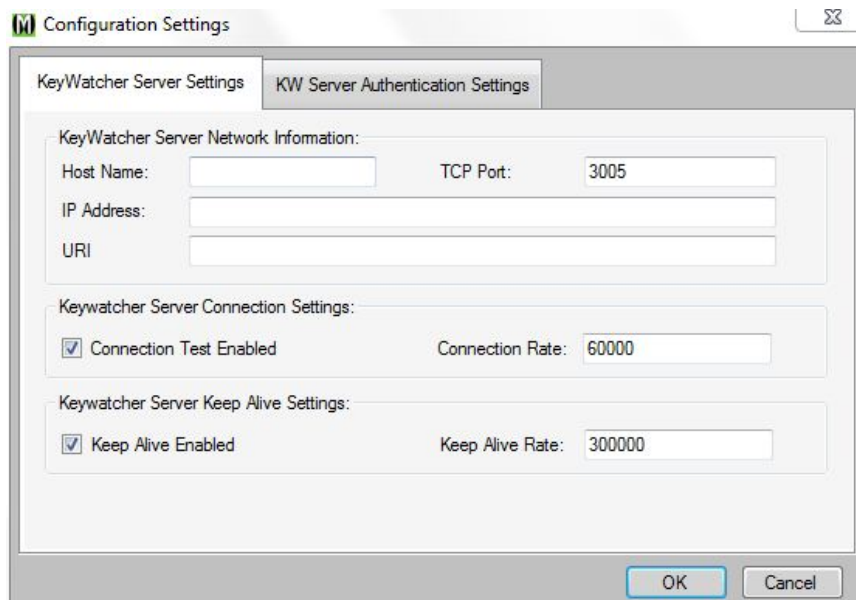 Configuration Settings
KeyWatcher Server Settings
KW Server Authentication Settings
KeyWatcher Server Network Information:
Host Name:
TCP Port: 3005
IP Address:
URI
Keywatcher Server Connection Settings:
Connection Test Enabled
Connection Rate: 60000
Keywatcher Server Keep Alive Settings:
Keep Alive Enabled
Keep Alive Rate: 300000
OK
Cancel